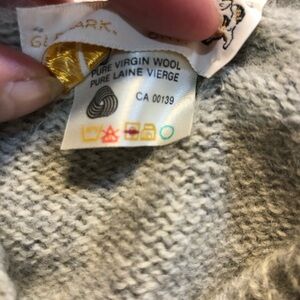 PURE VIRGIN WOOL
PURE LAINE VIERGE
CA 00139